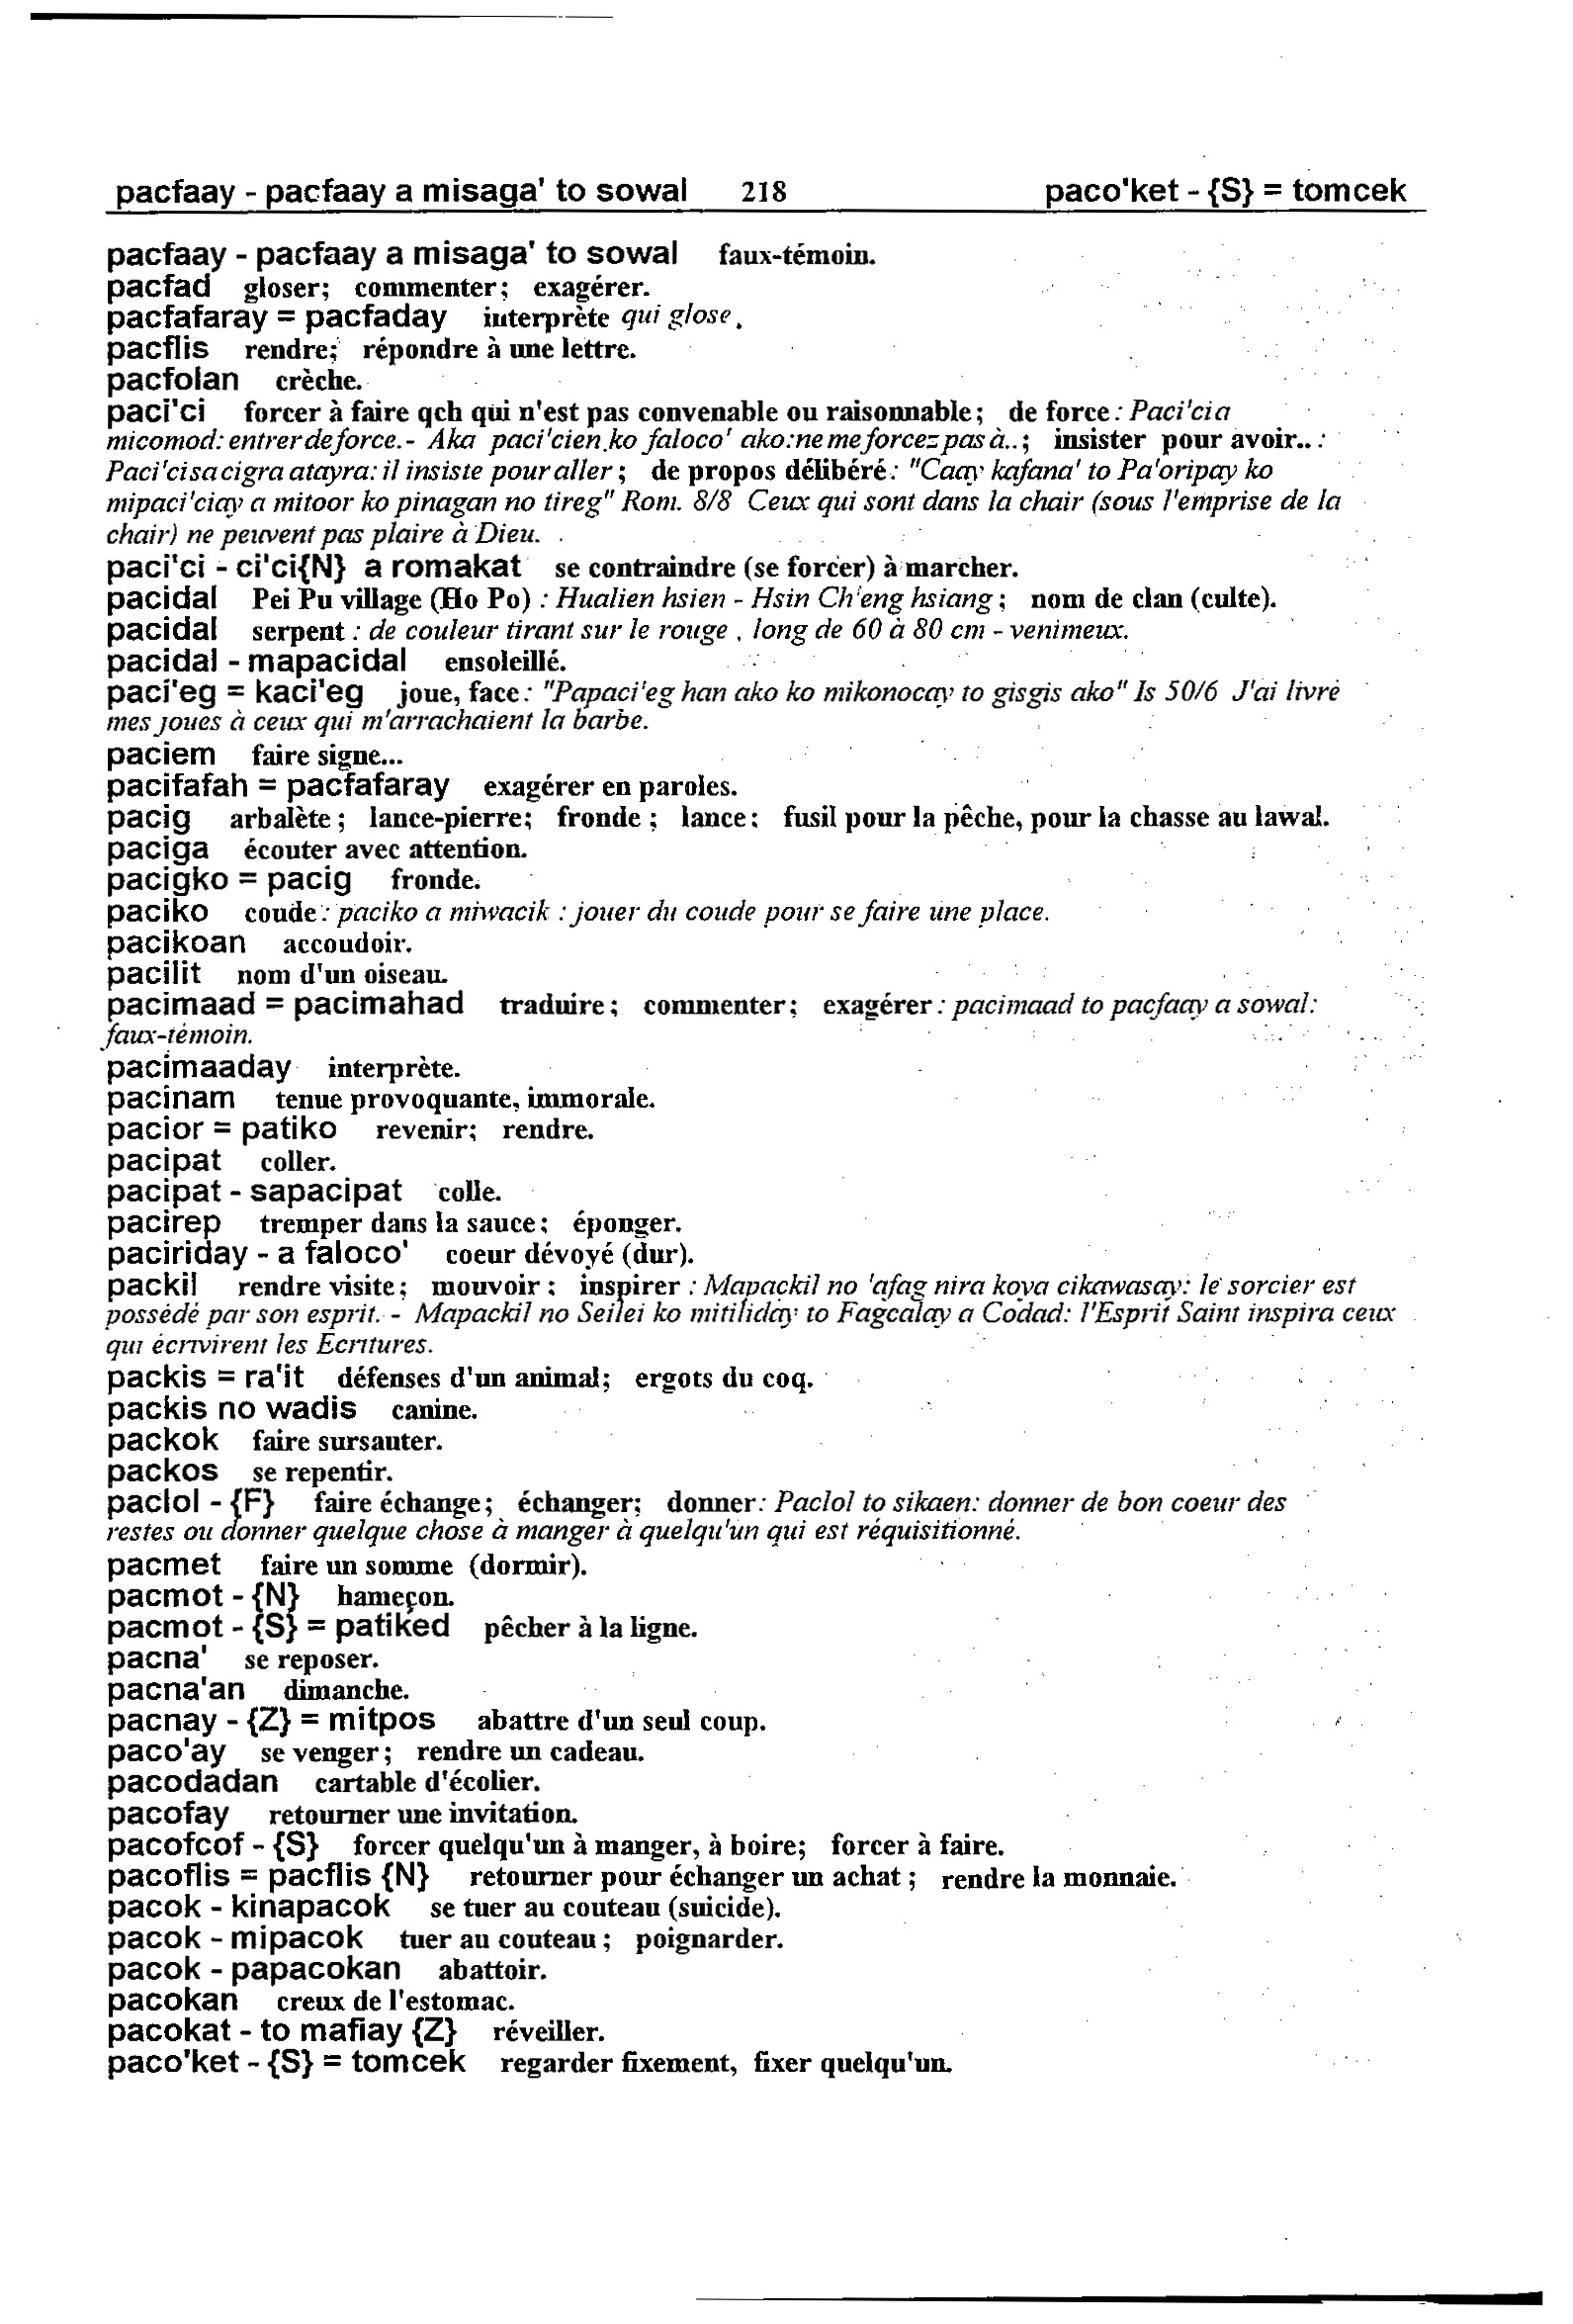 pacfaay - pacfaay a misaga' to sowal 218 paco'ket - {S} = tomcek
pacfaay - pacfaay a misaga' to sowal faux-témoin.
pacfad gloser; commenter; exagérer.
pacfafaray = pacfaday interprète qui glose.
pacflis rendre; répondre à une lettre.
pacfolan crèche.
paci'ci forcer à faire qch qui n'est pas convenable ou raisonnable; de force: Paci'ci a
micomod: entrer de force. - Aka paci'cien ko faloco' ako: ne me forcez pas à..; insister pour avoir..:
Paci'ci sa cigra atayra: il insiste pour aller; de propos délibéré: "Caay kafana' to Pa'oripay ko
mipaci'ciay a mitoor ko pinagan no tireg" Rom. 8/8 Ceux qui sont dans la chair (sous l'emprise de la
chair) ne peuvent pas plaire à Dieu.
paci'ci - ci'ci{N} a romakat se contraindre (se forcer) à marcher.
pacidal Pei Pu village (Ho Po) : Hualien hsien - Hsin Ch'eng hsiang; nom de clan (culte).
pacidal serpent : de couleur tirant sur le rouge , long de 60 à 80 cm - venimeux.
pacidal - mapacidal ensoleillé.
paci'eg = kaci'eg joue, face: "Papaci'eg han ako ko mikonocay to gisgis ako" Is 50/6 J'ai livré
mes joues à ceux qui m'arrachaient la barbe.
paciem faire signe...
pacifafah = pacfafaray exagérer en paroles.
pacig arbalète; lance-pierre; fronde; lance; fusil pour la pêche, pour la chasse au lawal.
paciga écouter avec attention.
pacigko = pacig fronde.
paciko coude: paciko a miwacik : jouer du coude pour se faire une place.
pacikoan accoudoir.
pacilit nom d'un oiseau.
pacimaad = pacimahad traduire; commenter; exagérer: pacimaad to pacfaay a sowal:
faux-témoin.
pacimaaday interprète.
pacinam tenue provoquante, immorale.
pacior = patiko revenir; rendre.
pacipat coller.
pacipat - sapacipat colle.
pacirep tremper dans la sauce; éponger.
paciriday - a faloco' coeur dévoyé (dur).
packil rendre visite; mouvoir; inspirer : Mapackil no 'afag nira koya cikawasay: le sorcier est
possédé par son esprit. - Mapackil no Seilei ko mitiliday to Fagcalay a Codad: l'Esprit Saint inspira ceux
qui écrivirent les Ecritures.
packis = ra'it défenses d'un animal; ergots du coq.
packis no wadis canine.
packok faire sursauter.
packos se repentir.
paclol - {F} faire échange; échanger; donner: Paclol to sikaen: donner de bon coeur des
restes ou donner quelque chose à manger à quelqu'un qui est réquisitionné.
pacmet faire un somme (dormir).
pacmot - {N} hameçon.
pacmot - {S} = patiked pêcher à la ligne.
pacna' se reposer.
pacna'an dimanche.
pacnay - {Z} = mitpos abattre d'un seul coup.
paco'ay se venger; rendre un cadeau.
pacodadan cartable d'écolier.
pacofay retourner une invitation.
pacofcof - {S} forcer quelqu'un à manger, à boire; forcer à faire.
pacoflis = pacflis {N} retourner pour échanger un achat; rendre la monnaie.
pacok - kinapacok se tuer au couteau (suicide).
pacok - mipacok tuer au couteau; poignarder.
pacok - papacokan abattoir.
pacokan creux de l'estomac.
pacokat - to mafiay {Z} réveiller.
paco'ket - {S} = tomcek regarder fixement, fixer quelqu'un.